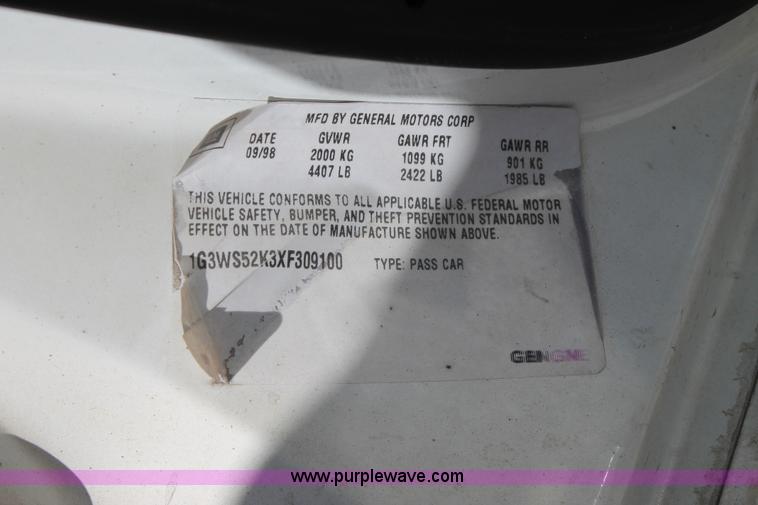 MFD BY GENERAL MOTORS CORP
DATE GVWR GAWR FRT GAWR RR
09/98 2000 KG 1099 KG 901 KG
4407 LB 2422 LB 1985 LB
THIS VEHICLE CONFORMS TO ALL APPLICABLE U.S. FEDERAL MOTOR
VEHICLE SAFETY, BUMPER, AND THEFT PREVENTION STANDARDS IN
EFFECT ON THE DATE OF MANUFACTURE SHOWN ABOVE.
1G3WS52K3XF309100 TYPE: PASS CAR
www.purplewave.com